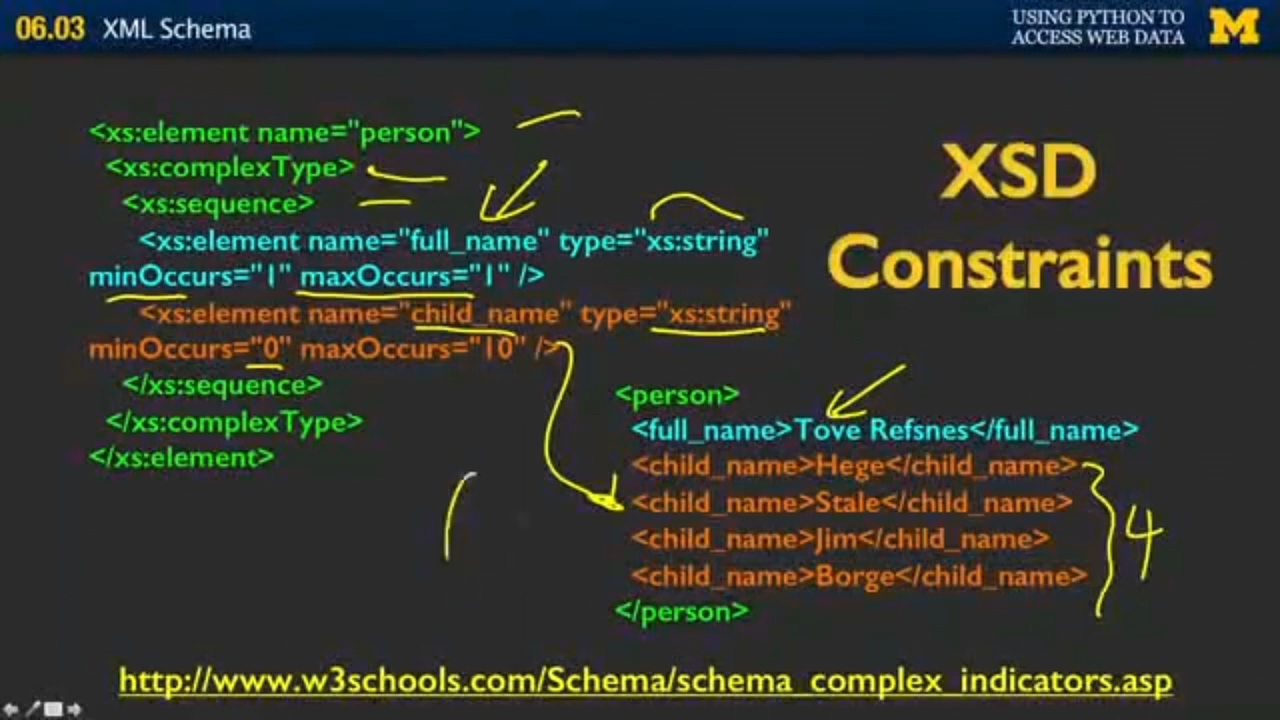 06.03 XML Schema
USING PYTHON TO
ACCESS WEB DATA
M
<xs:element name="person">
<xs:complexType>
<xs:sequence>
<xs:element name="full_name" type="xs:string"
minOccurs="1" maxOccurs="1" />
<xs:element name="child_name" type="xs:string"
minOccurs="0" maxOccurs="10" />
</xs:sequence>
</xs:complexType>
</xs:element>
XSD
Constraints
<person>
<full_name>Tove Refsnes</full_name>
<child_name>Hege</child_name>
<child_name>Stale</child_name>
<child_name>Jim</child_name>
<child_name>Borge</child_name>
</person>
4
http://www.w3schools.com/Schema/schema_complex_indicators.asp